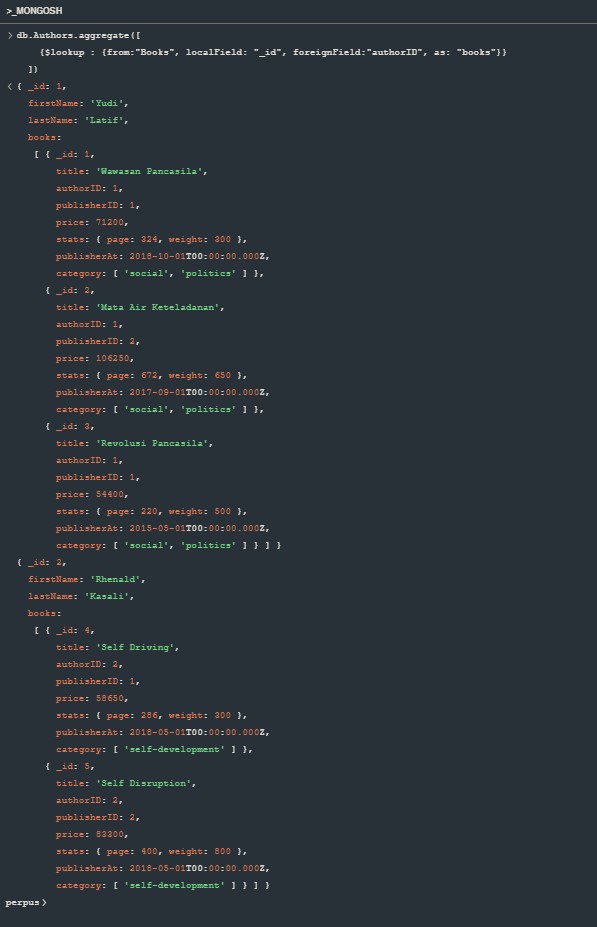 >_MONGOSH
> db.Authors.aggregate([
{$lookup : {from:"Books", localField: "_id", foreignField:"authorID", as: "books"}}
])
< { _id: 1,
firstName: 'Yudi',
lastName: 'Latif',
books:
[ { _id: 1,
title: 'Wawasan Pancasila',
authorID: 1,
publisherID: 1,
price: 71200,
stats: { page: 324, weight: 300 },
publisherAt: 2018-10-01T00:00:00.000Z,
category: [ 'social', 'politics' ] },
{ _id: 2,
title: 'Mata Air Keteladanan',
authorID: 1,
publisherID: 2,
price: 106250,
stats: { page: 672, weight: 650 },
publisherAt: 2017-09-01T00:00:00.000Z,
category: [ 'social', 'politics' ] },
{ _id: 3,
title: 'Revolusi Pancasila',
authorID: 1,
publisherID: 1,
price: 54400,
stats: { page: 220, weight: 500 },
publisherAt: 2015-05-01T00:00:00.000Z,
category: [ 'social', 'politics' ] } ] }
{ _id: 2,
firstName: 'Rhenald',
lastName: 'Kasali',
books:
[ { _id: 4,
title: 'Self Driving',
authorID: 2,
publisherID: 1,
price: 58650,
stats: { page: 286, weight: 300 },
publisherAt: 2018-05-01T00:00:00.000Z,
category: [ 'self-development' ] },
{ _id: 5,
title: 'Self Disruption',
authorID: 2,
publisherID: 2,
price: 83300,
stats: { page: 400, weight: 800 },
publisherAt: 2018-05-01T00:00:00.000Z,
category: [ 'self-development' ] } ] }
perpus>